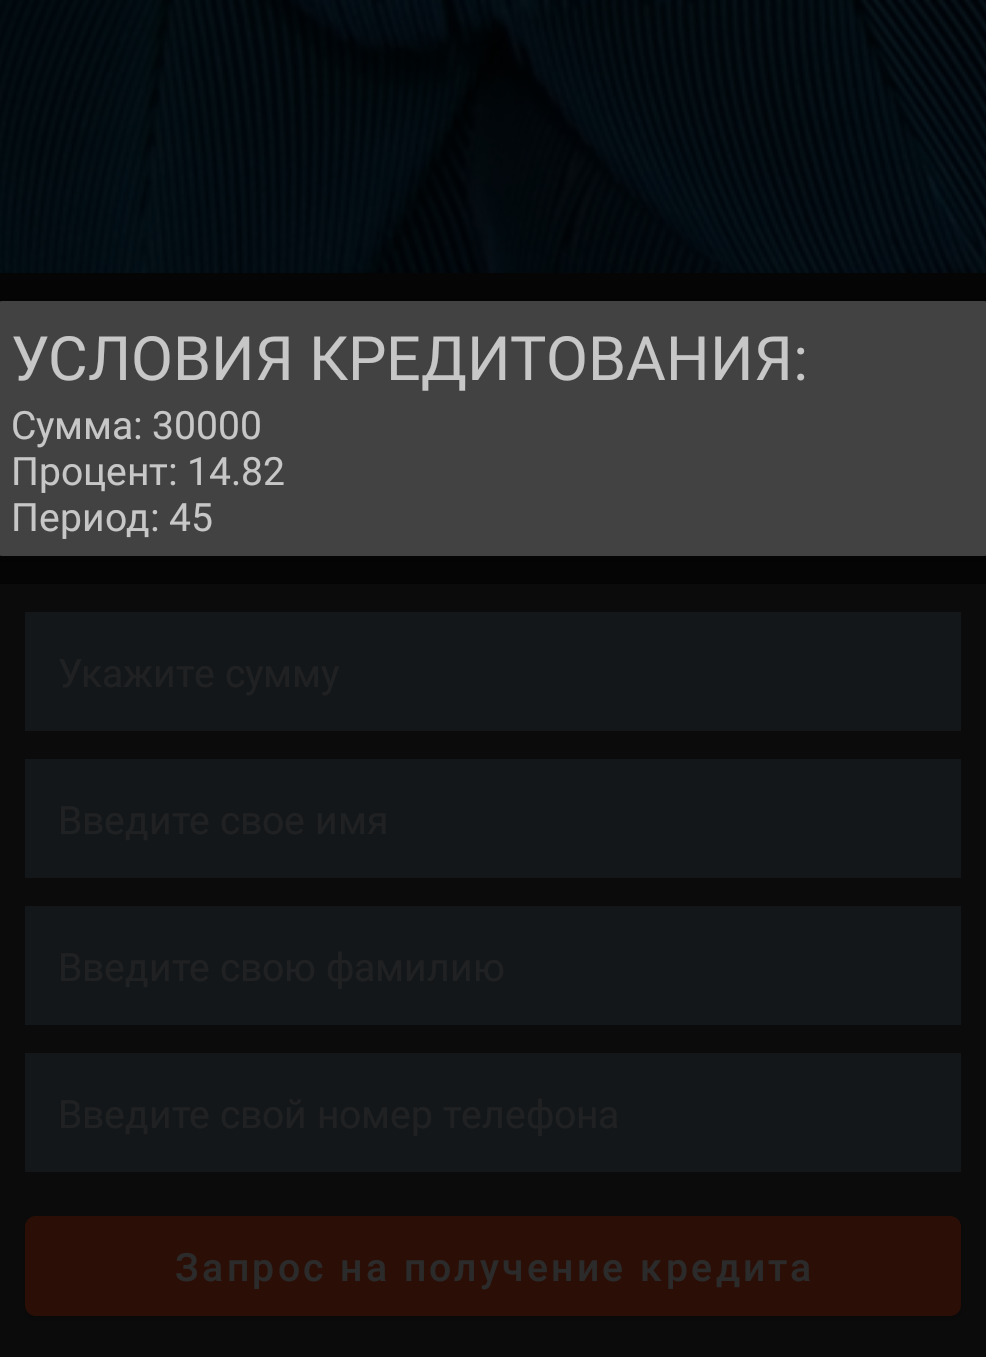 УСЛОВИЯ КРЕДИТОВАНИЯ:
Сумма: 30000
Процент: 14.82
Период: 45
Укажите сумму
Введите свое имя
Введите свою фамилию
Введите свой номер телефона
Запрос на получение кредита